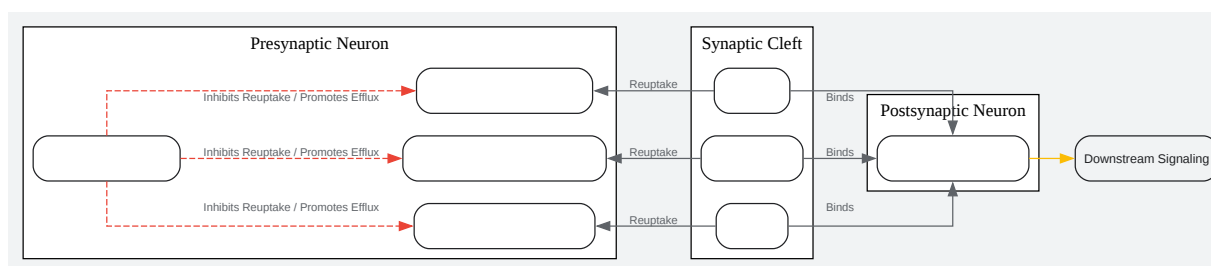 Presynaptic Neuron
Synaptic Cleft
Reuptake
Inhibits Reuptake / Promotes Efflux
Binds
Postsynaptic Neuron
Inhibits Reuptake / Promotes Efflux
Reuptake
Binds
Downstream Signaling
Inhibits Reuptake / Promotes Efflux
Reuptake
Binds